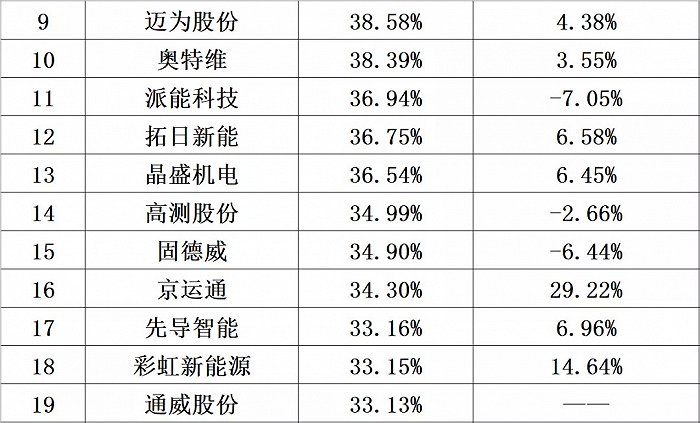 9 迈为股份 38.58% 4.38%
10 奥特维 38.39% 3.55%
11 派能科技 36.94% -7.05%
12 拓日新能 36.75% 6.58%
13 晶盛机电 36.54% 6.45%
14 高测股份 34.99% -2.66%
15 固德威 34.90% -6.44%
16 京运通 34.30% 29.22%
17 先导智能 33.16% 6.96%
18 彩虹新能源 33.15% 14.64%
19 通威股份 33.13% ——